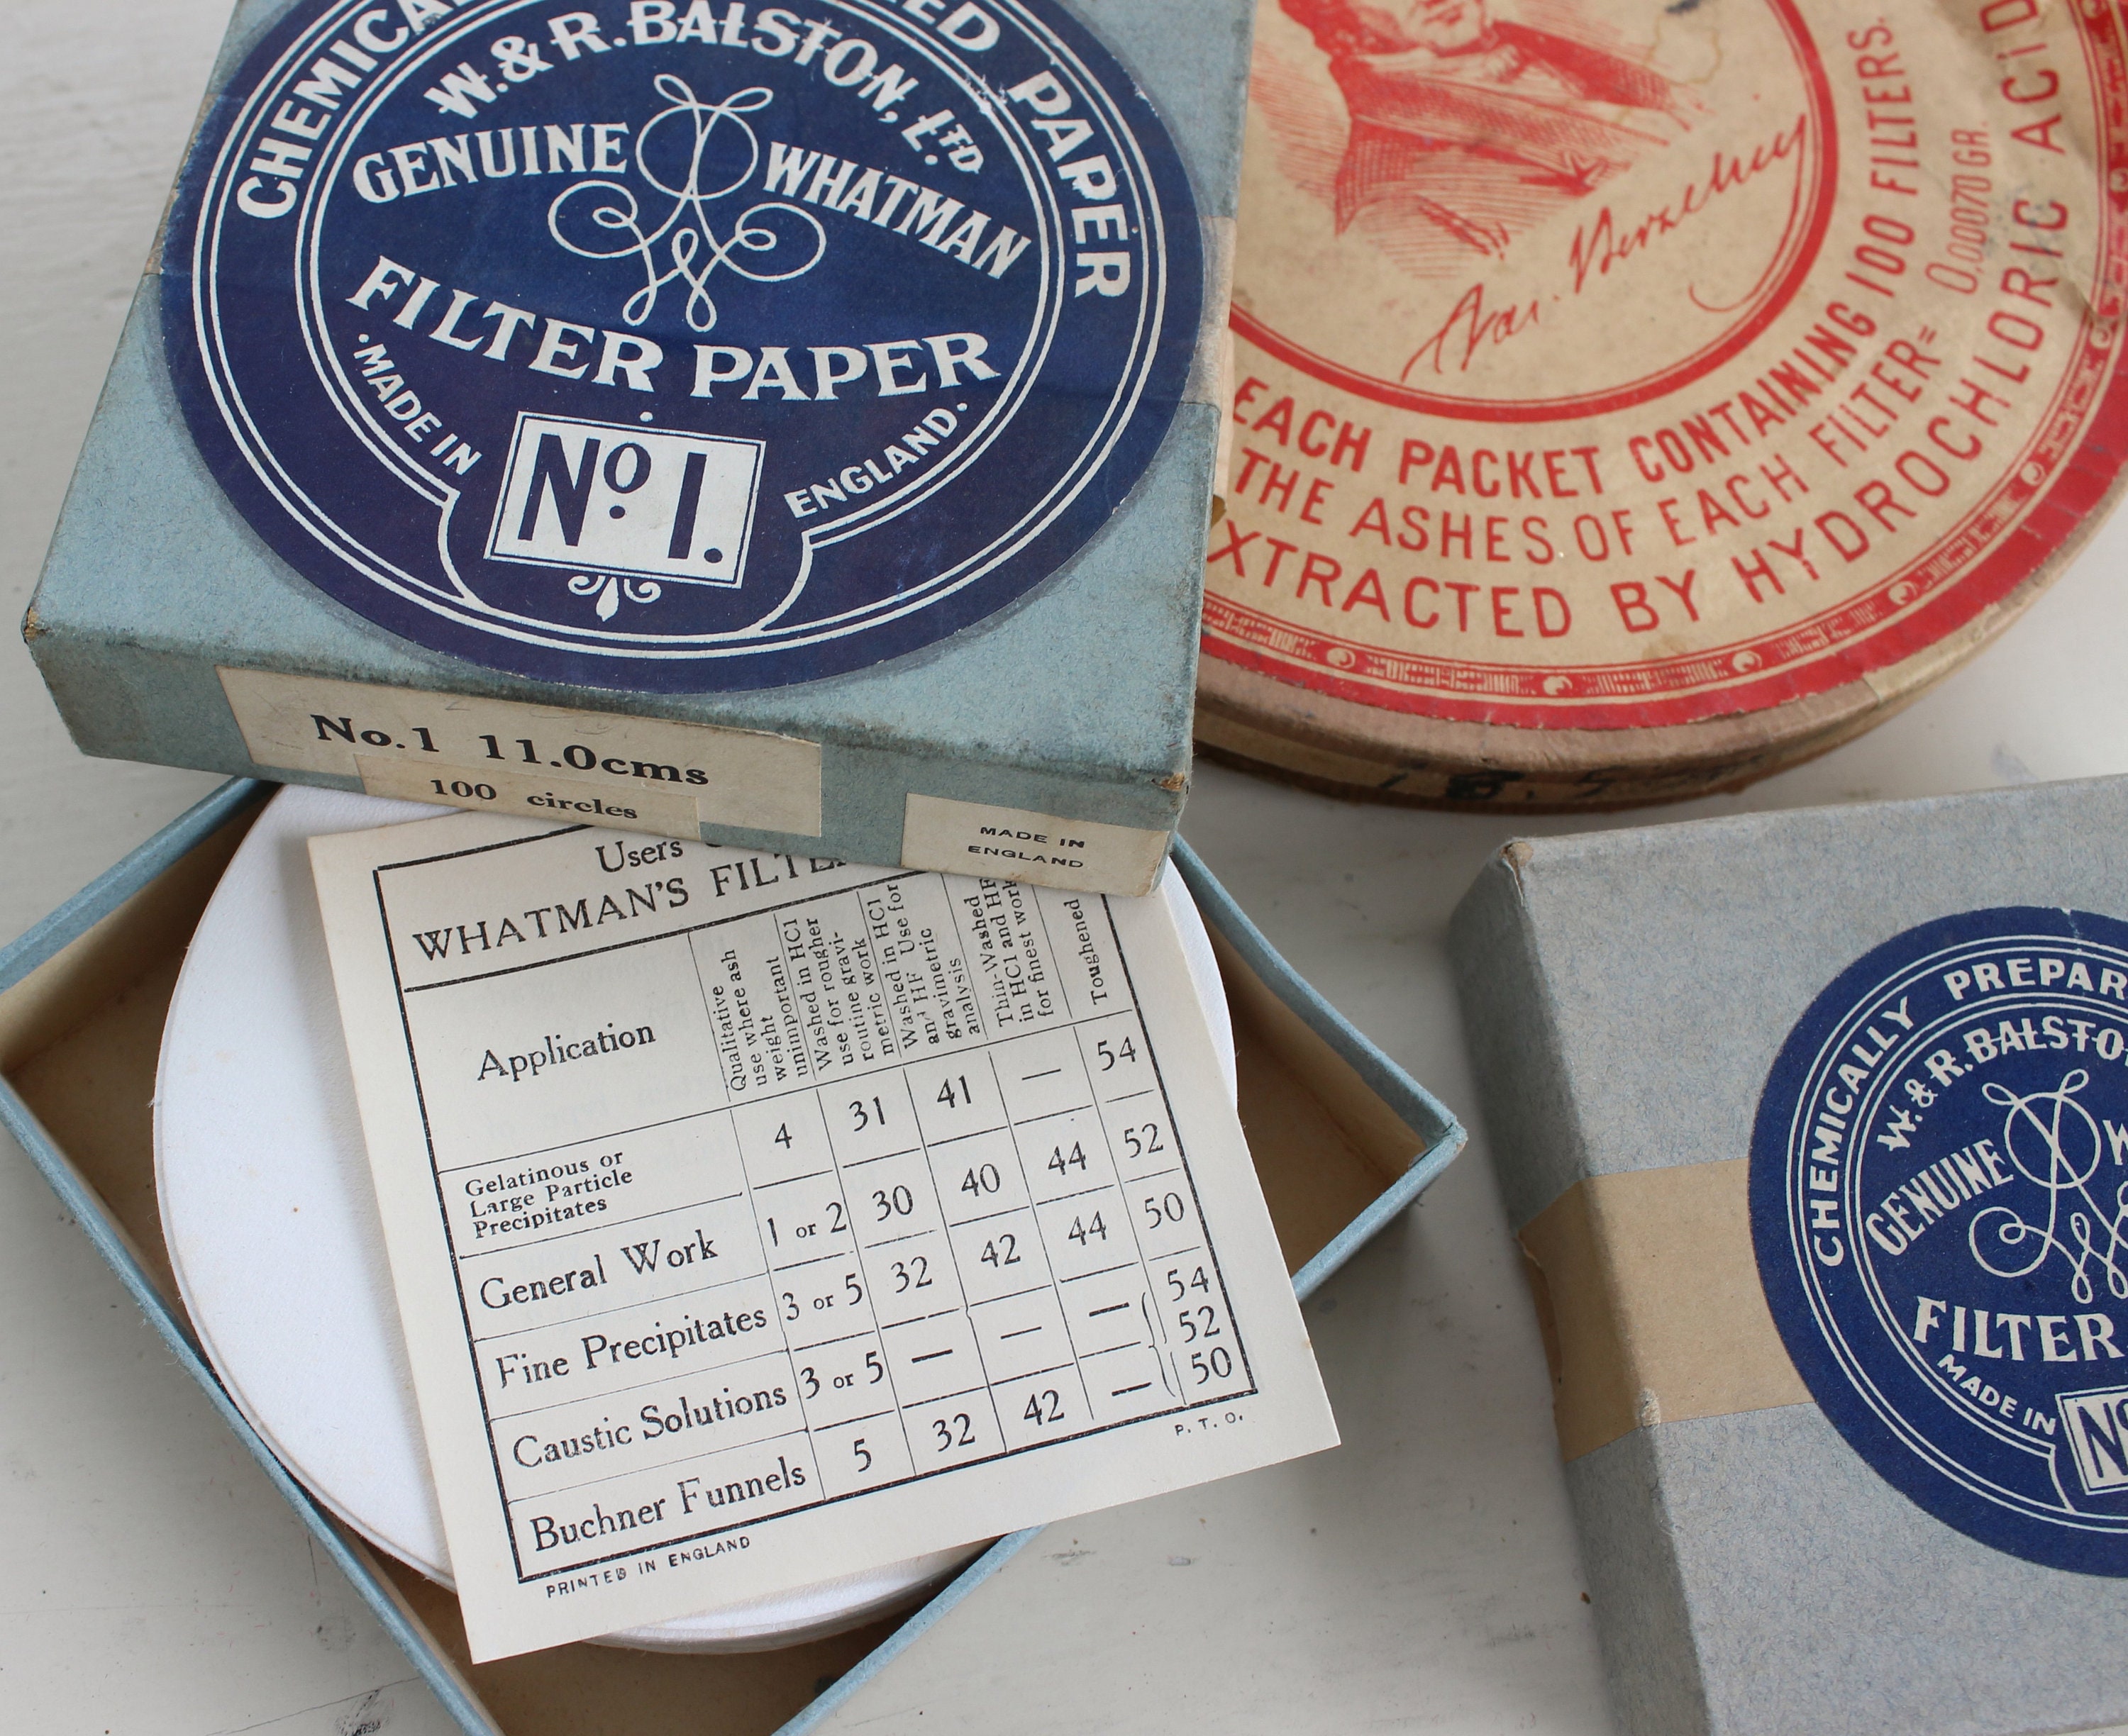 CHEMICA
ED PAPER
W. & R. BALSTON, LTD
GENUINE WHATMAN
FILTER PAPER
·MADE IN
ENGLAND.
No. 1.
No.1 11.0cms
100 circles
MADE IN
ENGLAND
EACH PACKET CONTAINING 100 FILTERS.
THE ASHES OF EACH FILTER=
0,00070 GR.
XTRACTED BY HYDROCHLORIC ACID
Users
WHATMAN'S FILTE
Application
Qualitative
use where ash
weight
unimportant
Washed in HCl
use for rougher
routine gravi-
metric work
Washed in HCl
and HF Use for
gravimetric
analysis
Thin-Washed
in HCl and HF
for finest work
Toughened
Gelatinous or
Large Particle
Precipitates
4 31 41 — 54
General Work 1 or 2 30 40 44 52
Fine Precipitates 3 or 5 32 42 44 50
Caustic Solutions 3 or 5 — — — 54
52
Buchner Funnels 5 32 42 — 50
PRINTED IN ENGLAND
P. T. O.
CHEMICALLY PREPAR
W. & R. BALSTO
GENUINE W
FILTER
MADE IN
No